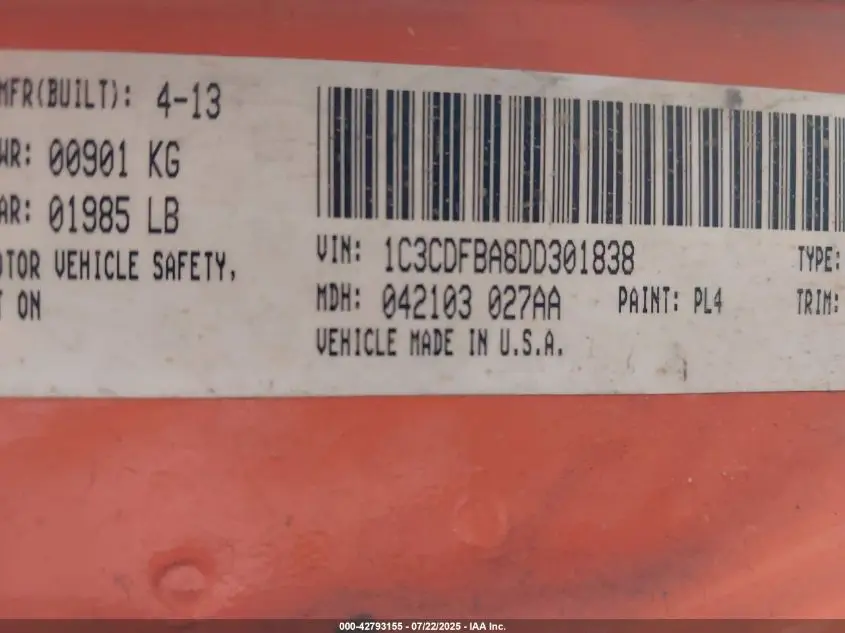 MFR(BUILT): 4-13
WR: 00901 KG
AR: 01985 LB
OTOR VEHICLE SAFETY,
T ON
VIN: 1C3CDFBA8DD301838
TYPE:
MDH: 042103 027AA
PAINT: PL4
TRIM:
VEHICLE MADE IN U.S.A.
000-42793155 - 07/22/2025 - IAA Inc.